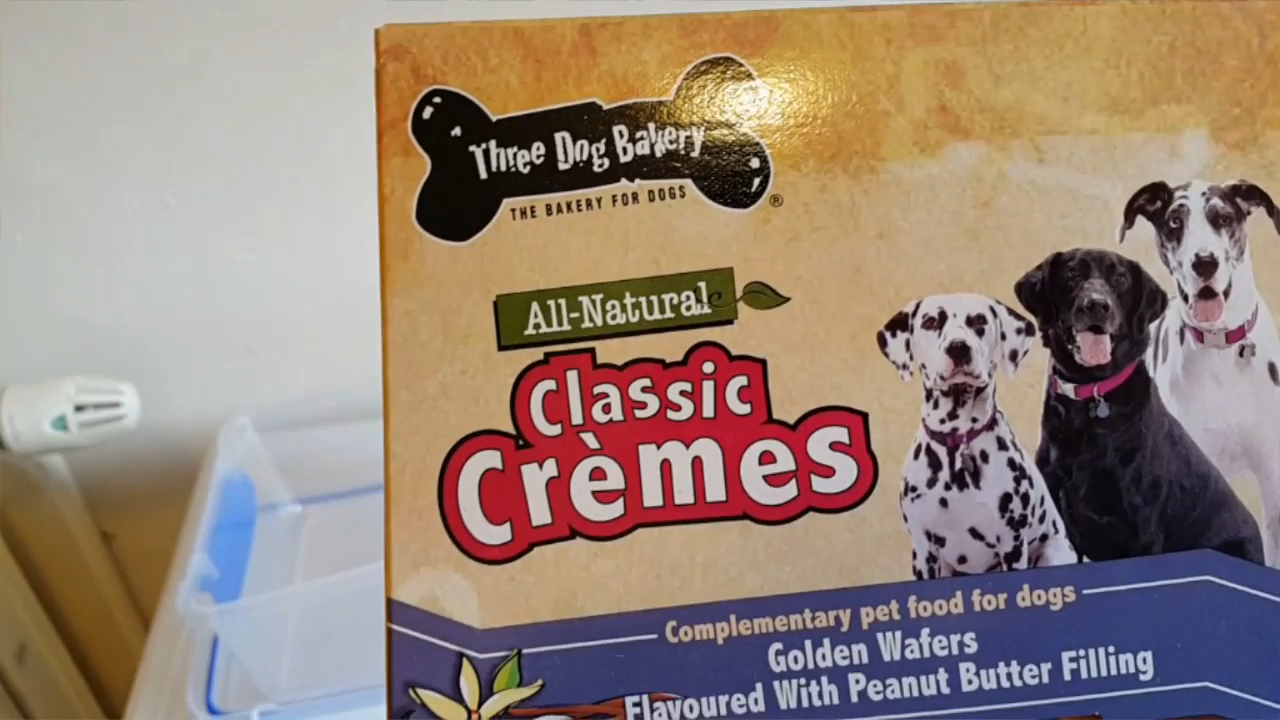 Three Dog Bakery
THE BAKERY FOR DOGS
®
All-Natural
Classic
Crèmes
Complementary pet food for dogs
Golden Wafers
Flavoured With Peanut Butter Filling